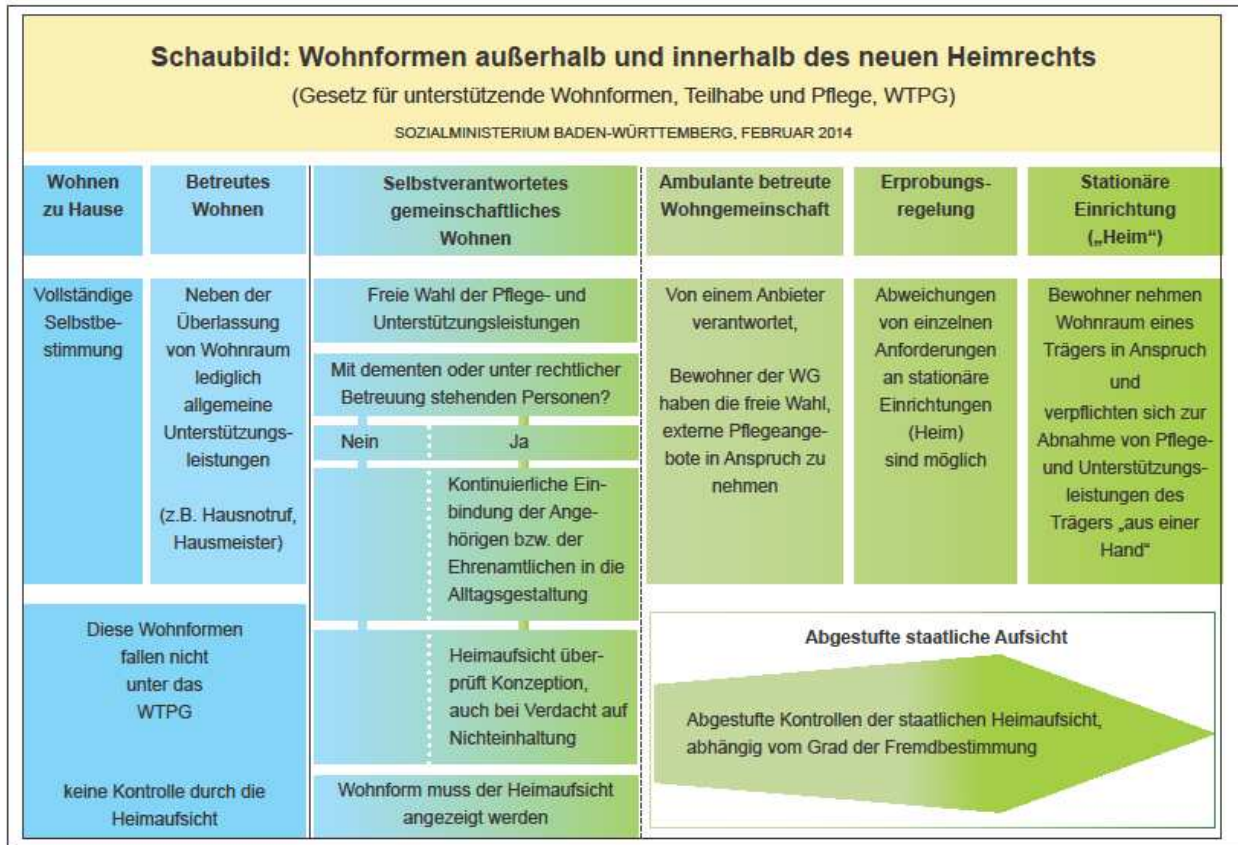 Schaubild: Wohnformen außerhalb und innerhalb des neuen Heimrechts
(Gesetz für unterstützende Wohnformen, Teilhabe und Pflege, WTPG)
SOZIALMINISTERIUM BADEN-WÜRTTEMBERG, FEBRUAR 2014
Wohnen
zu Hause
Betreutes
Wohnen
Selbstverantwortetes
gemeinschaftliches
Wohnen
Ambulante betreute
Wohngemeinschaft
Erprobungs-
regelung
Stationäre
Einrichtung
(„Heim“)
Vollständige
Selbstbe-
stimmung
Neben der
Überlassung
von Wohnraum
lediglich
allgemeine
Unterstützungs-
leistungen
(z.B. Hausnotruf,
Hausmeister)
Freie Wahl der Pflege- und
Unterstützungsleistungen
Mit dementen oder unter rechtlicher
Betreuung stehenden Personen?
Nein
Ja
Kontinuierliche Ein-
bindung der Ange-
hörigen bzw. der
Ehrenamtlichen in die
Alltagsgestaltung
Heimaufsicht über-
prüft Konzeption,
auch bei Verdacht auf
Nichteinhaltung
Wohnform muss der Heimaufsicht
angezeigt werden
Von einem Anbieter
verantwortet,
Bewohner der WG
haben die freie Wahl,
externe Pflegeange-
bote in Anspruch zu
nehmen
Abweichungen
von einzelnen
Anforderungen
an stationäre
Einrichtungen
(Heim)
sind möglich
Bewohner nehmen
Wohnraum eines
Trägers in Anspruch
und
verpflichten sich zur
Abnahme von Pflege-
und Unterstützungs-
leistungen des
Trägers „aus einer
Hand“
Diese Wohnformen
fallen nicht
unter das
WTPG
keine Kontrolle durch die
Heimaufsicht
Abgestufte staatliche Aufsicht
Abgestufte Kontrollen der staatlichen Heimaufsicht,
abhängig vom Grad der Fremdbestimmung